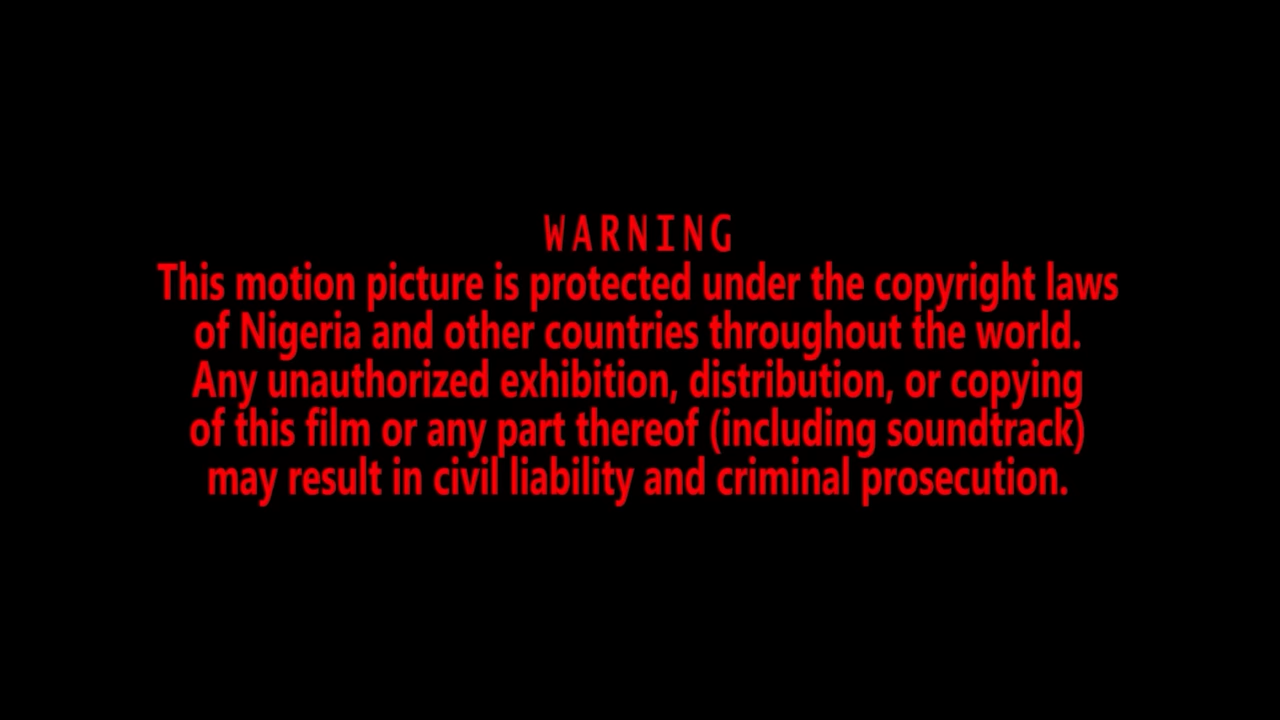 WARNING
This motion picture is protected under the copyright laws
of Nigeria and other countries throughout the world.
Any unauthorized exhibition, distribution, or copying
of this film or any part thereof (including soundtrack)
may result in civil liability and criminal prosecution.